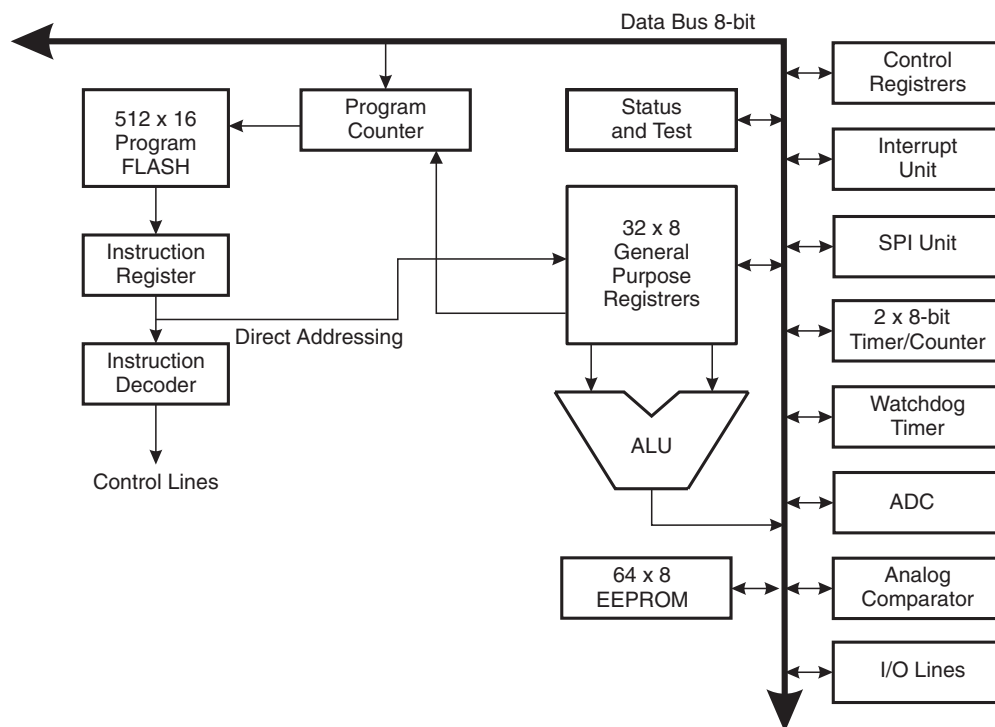 Data Bus 8-bit
512 x 16
Program
FLASH
Program
Counter
Status
and Test
Control
Registrers
Interrupt
Unit
32 x 8
General
Purpose
Registrers
SPI Unit
Instruction
Register
2 x 8-bit
Timer/Counter
Direct Addressing
Instruction
Decoder
Watchdog
Timer
ALU
Control Lines
ADC
64 x 8
EEPROM
Analog
Comparator
I/O Lines